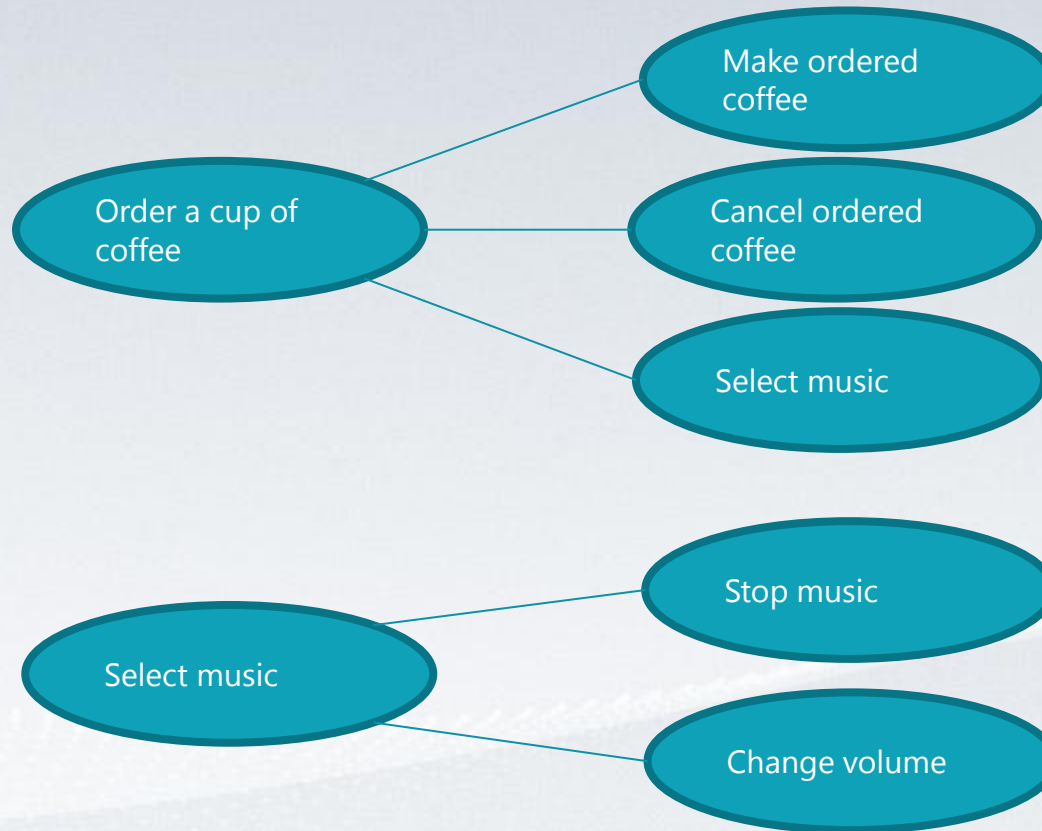 Make ordered
coffee
Order a cup of
coffee
Cancel ordered
coffee
Select music
Stop music
Select music
Change volume